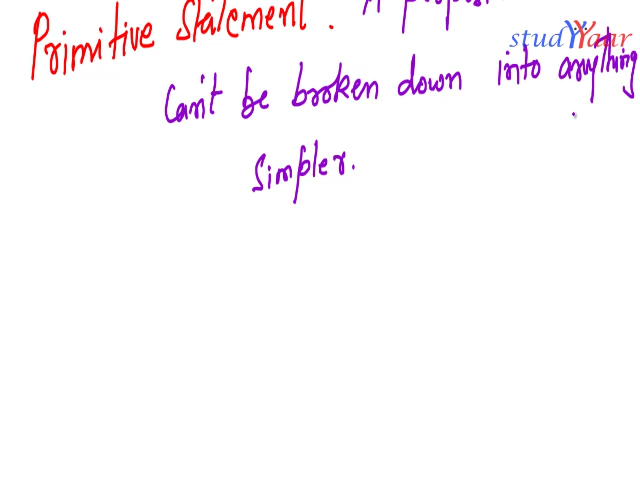 Primitive Statement. A
studYYaar
Can't be broken down into anything
Simpler.